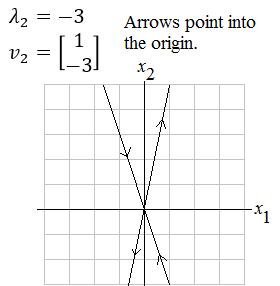 λ₂ = −3
v₂ = [1 −3]
Arrows point into
the origin.
x₂
x₁